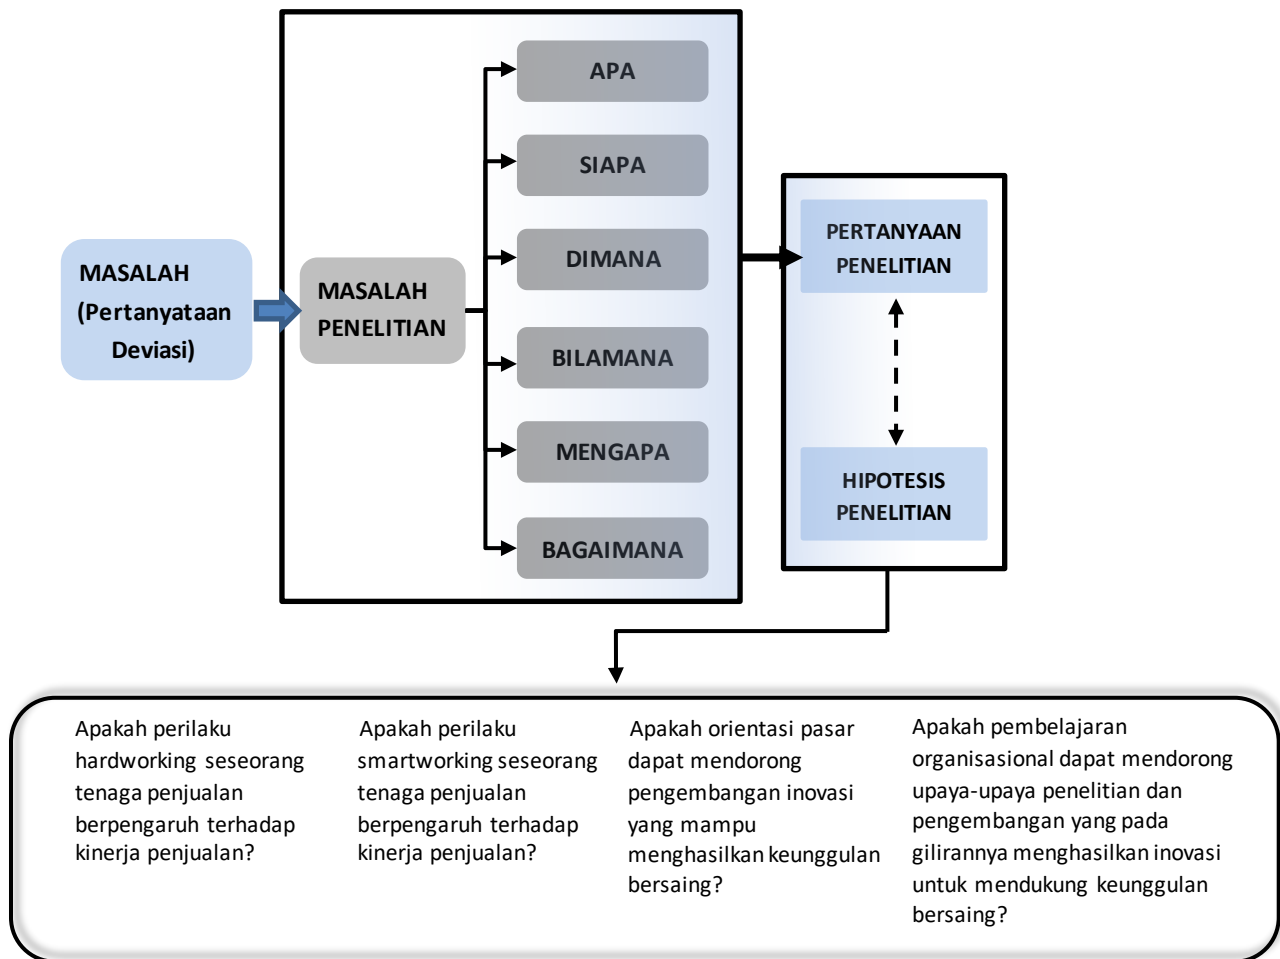 MASALAH
(Pertanyataan
Deviasi)
MASALAH
PENELITIAN
APA
SIAPA
DIMANA
BILAMANA
MENGAPA
BAGAIMANA
PERTANYAAN
PENELITIAN
HIPOTESIS
PENELITIAN
Apakah perilaku
hardworking seseorang
tenaga penjualan
berpengaruh terhadap
kinerja penjualan?
Apakah perilaku
smartworking seseorang
tenaga penjualan
berpengaruh terhadap
kinerja penjualan?
Apakah orientasi pasar
dapat mendorong
pengembangan inovasi
yang mampu
menghasilkan keunggulan
bersaing?
Apakah pembelajaran
organisasional dapat mendorong
upaya-upaya penelitian dan
pengembangan yang pada
gilirannya menghasilkan inovasi
untuk mendukung keunggulan
bersaing?